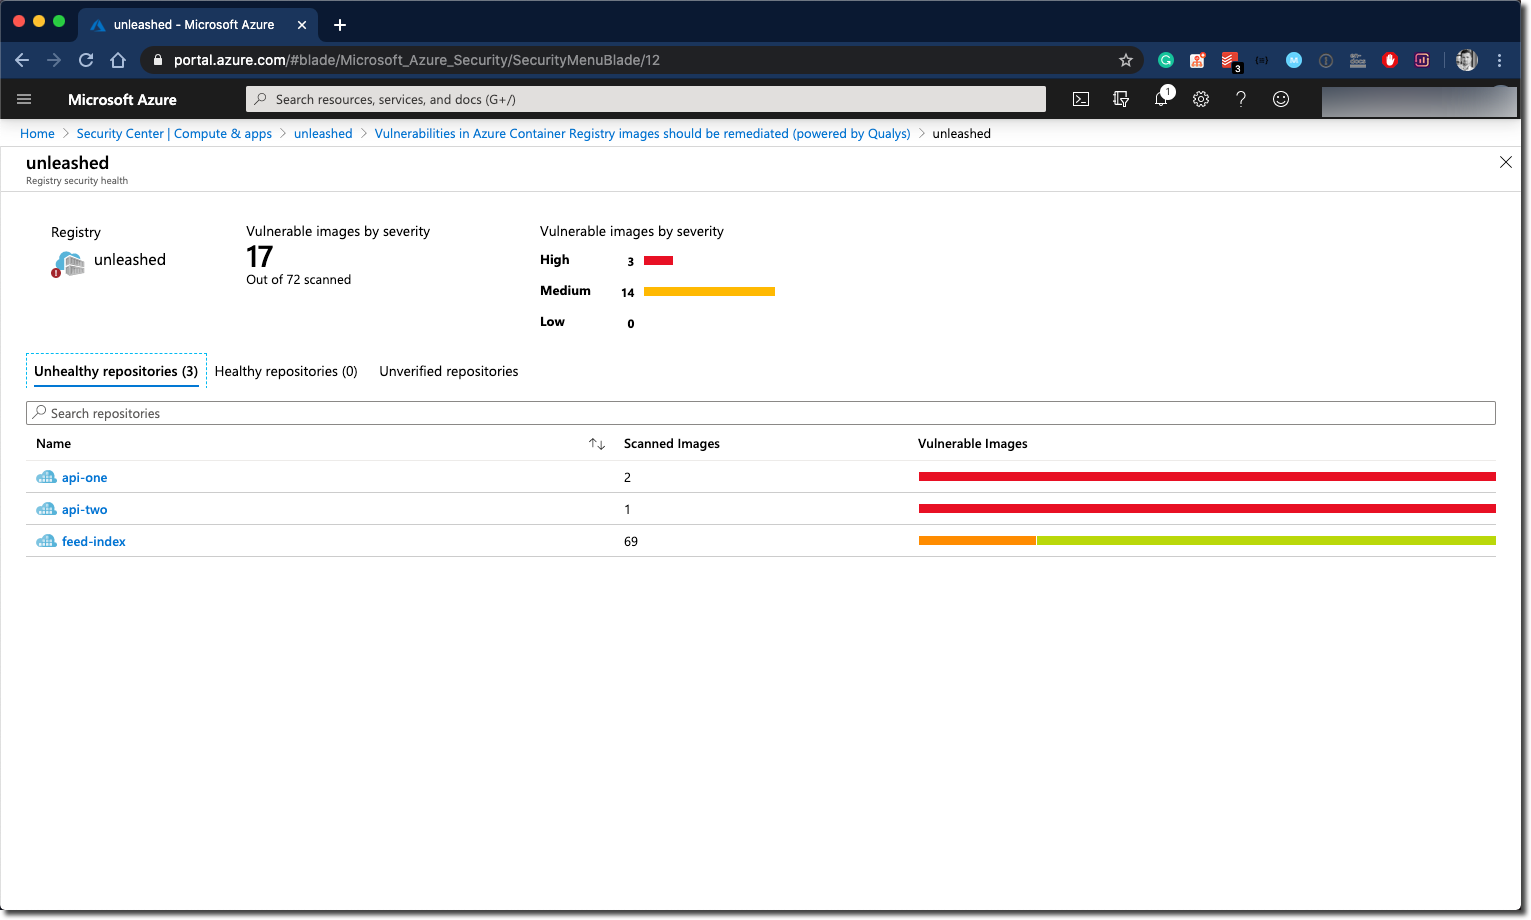 unleashed - Microsoft Azure
portal.azure.com/#blade/Microsoft_Azure_Security/SecurityMenuBlade/12
3
Microsoft Azure
Search resources, services, and docs (G+/)
1
Home > Security Center | Compute & apps > unleashed > Vulnerabilities in Azure Container Registry images should be remediated (powered by Qualys) > unleashed
unleashed
Registry security health
Registry
unleashed
Vulnerable images by severity
17
Out of 72 scanned
Vulnerable images by severity
High 3
Medium 14
Low 0
Unhealthy repositories (3) Healthy repositories (0) Unverified repositories
Search repositories
Name Scanned Images Vulnerable Images
api-one 2
api-two 1
feed-index 69